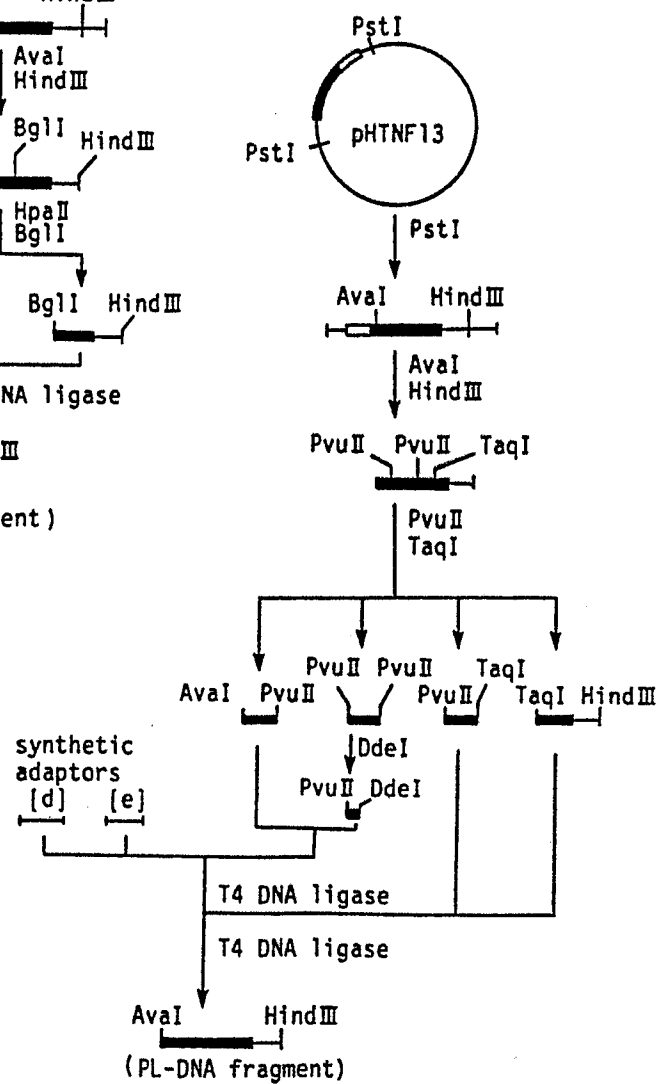 HindⅢ
AvaI
HindⅢ
BglI
HindⅢ
HpaⅡ
BglI
BglI HindⅢ
NA ligase
Ⅲ
ent)
PstI
PstI
pHTNF13
PstI
AvaI HindⅢ
AvaI
HindⅢ
PvuⅡ PvuⅡ TaqI
PvuⅡ
TaqI
AvaI PvuⅡ
PvuⅡ PvuⅡ
PvuⅡ TaqI
TaqI HindⅢ
DdeI
PvuⅡ DdeI
synthetic
adaptors
[d] [e]
T4 DNA ligase
T4 DNA ligase
AvaI HindⅢ
(PL-DNA fragment)